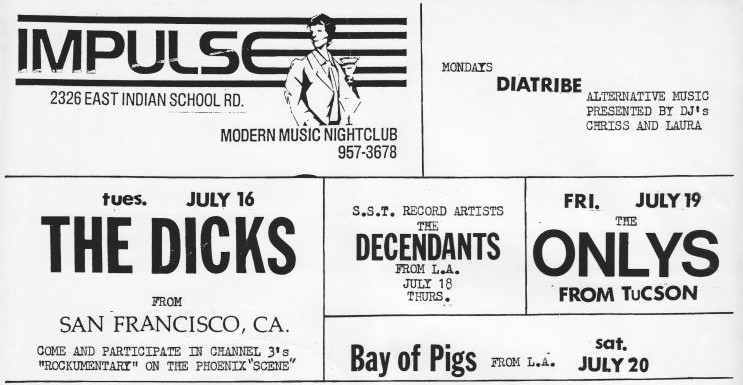 IMPULSE
2326 EAST INDIAN SCHOOL RD.
MODERN MUSIC NIGHTCLUB
957-3678
MONDAYS
DIATRIBE
ALTERNATIVE MUSIC
PRESENTED BY DJ's
CHRISS AND LAURA
tues. JULY 16
THE DICKS
FROM
SAN FRANCISCO, CA.
COME AND PARTICIPATE IN CHANNEL 3's
"ROCKUMENTARY" ON THE PHOENIX "SCENE"
S.S.T. RECORD ARTISTS
THE
DECENDANTS
FROM L.A.
JULY 18
THURS.
FRI. JULY 19
THE
ONLYS
FROM TuCSON
Bay of Pigs FROM L.A.
sat.
JULY 20